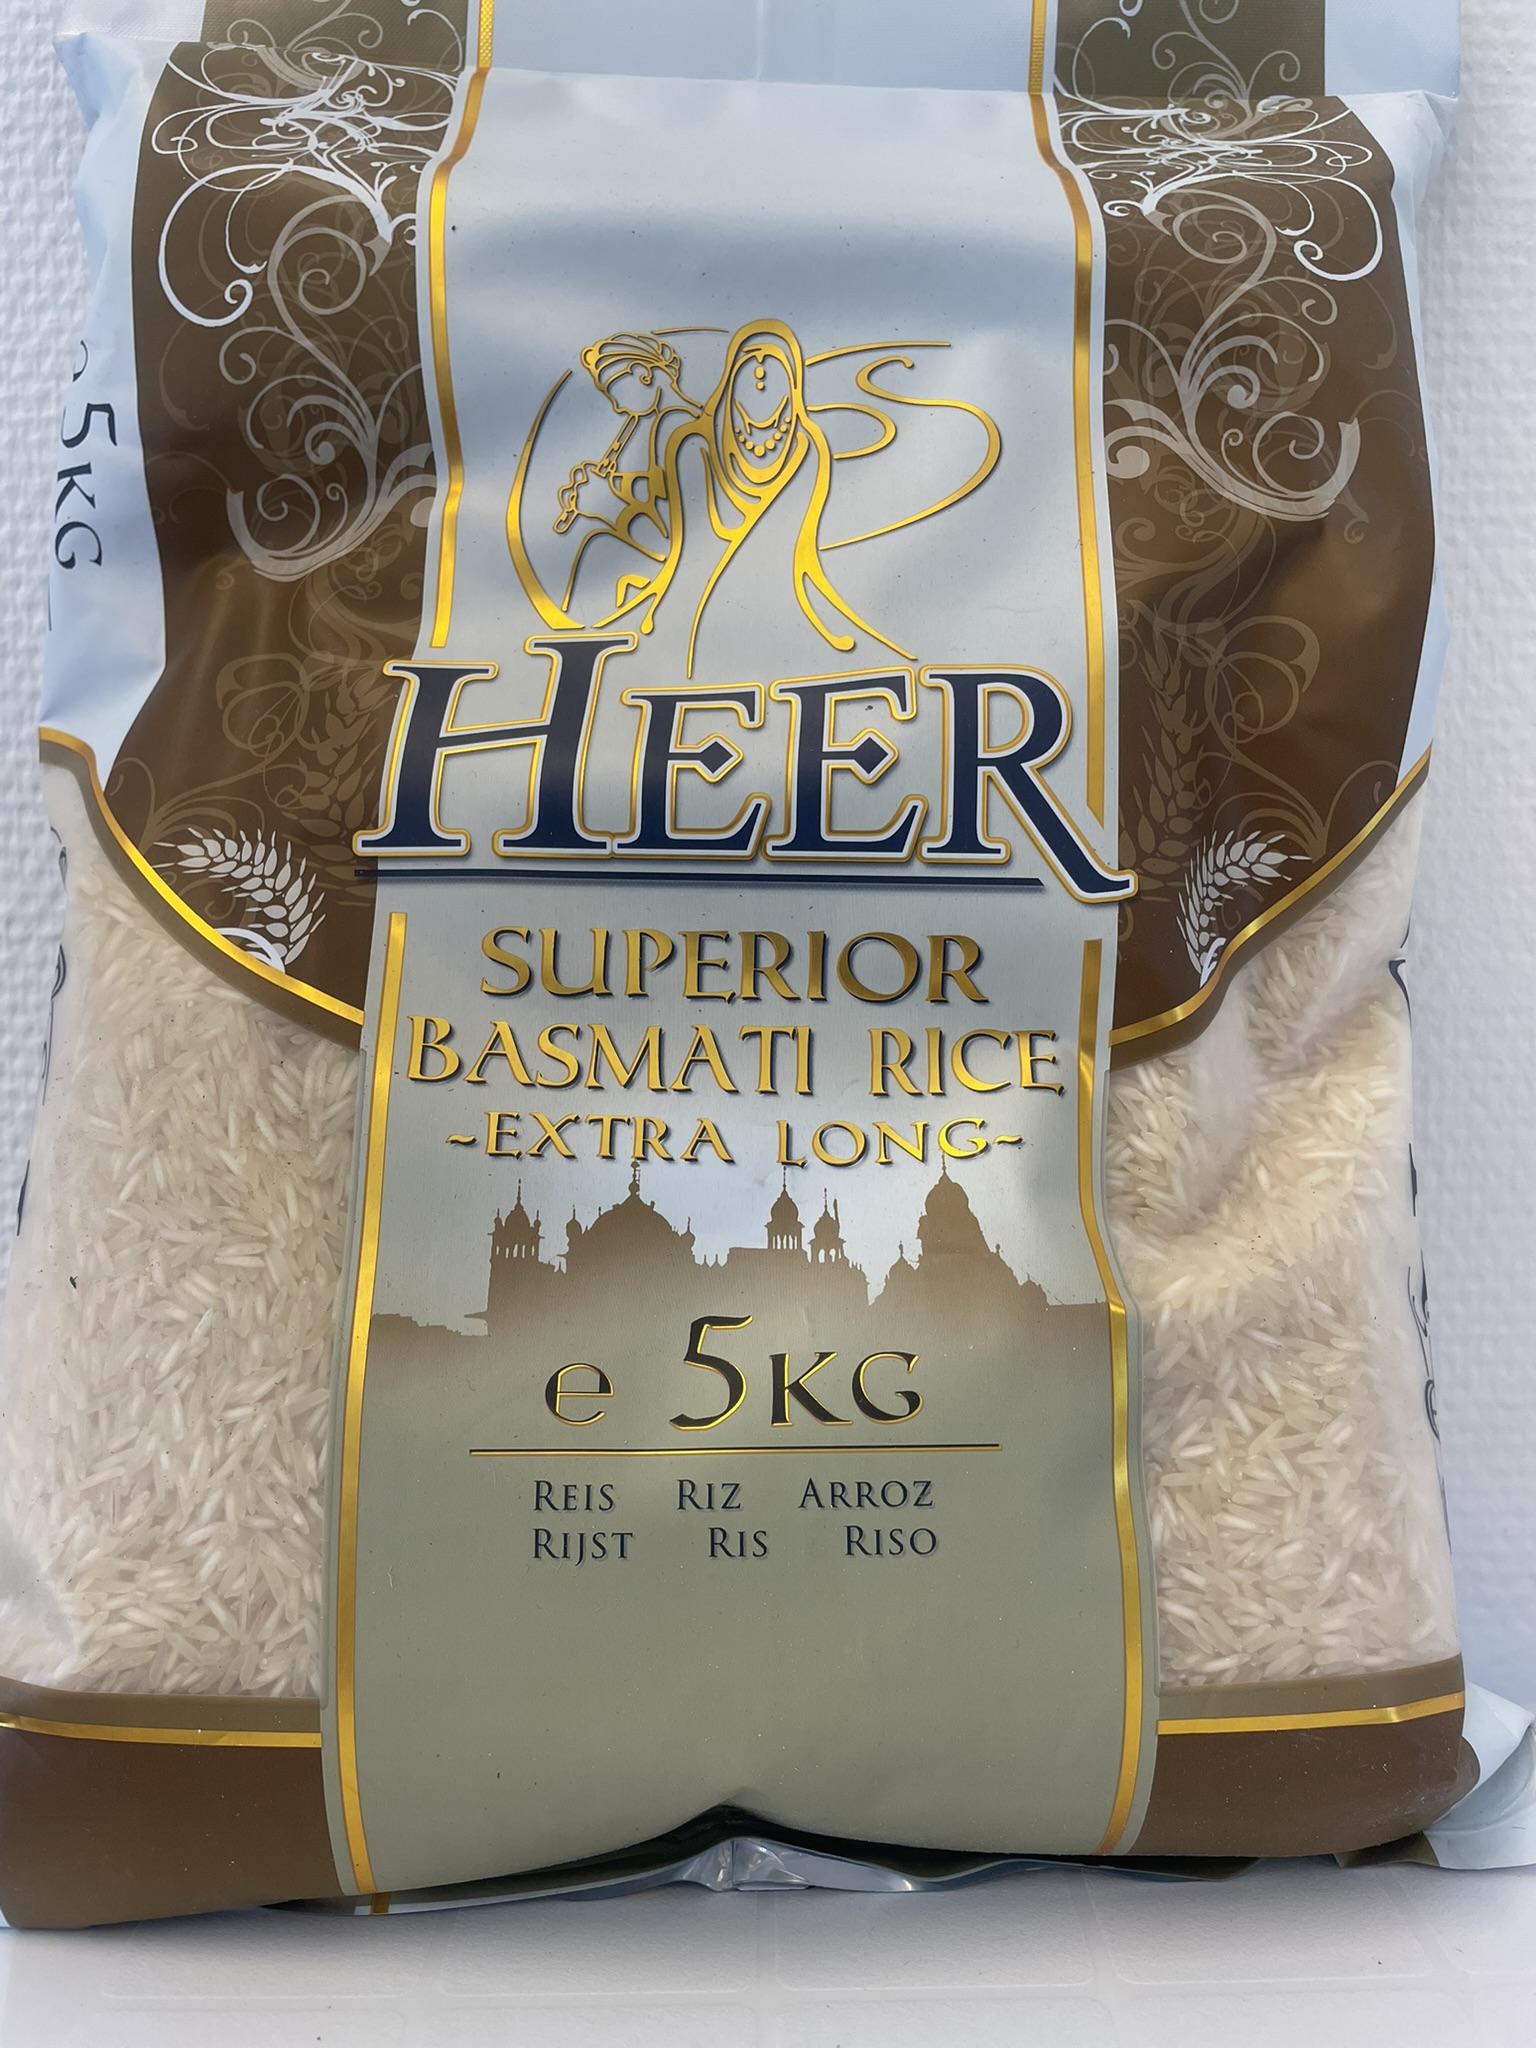 5KG
HEER
SUPERIOR
BASMATI RICE
~EXTRA LONG~
e 5KG
REIS RIZ ARROZ
RIJST RIS RISO